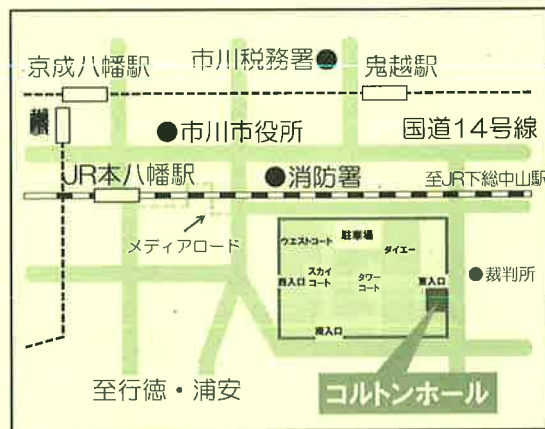 市川税務署
京成八幡駅
鬼越駅
市川市役所
国道14号線
JR本八幡駅
消防署
至JR下総中山駅
メディアロード
ウエストコート
駐車場
ダイエー
スカイ
コート
タワー
コート
西入口
東入口
裁判所
南入口
至行徳・浦安
コルトンホール